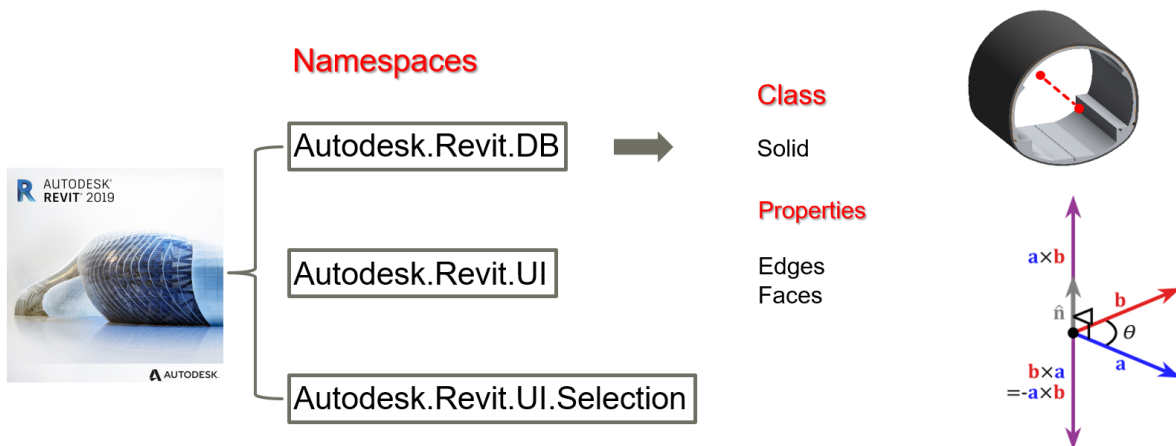 Namespaces
Autodesk.Revit.DB
Autodesk.Revit.UI
Autodesk.Revit.UI.Selection
R AUTODESK®
REVIT® 2019
A AUTODESK.
Class
Solid
Properties
Edges
Faces
a×b
n̂
b
θ
a
b×a
=-a×b